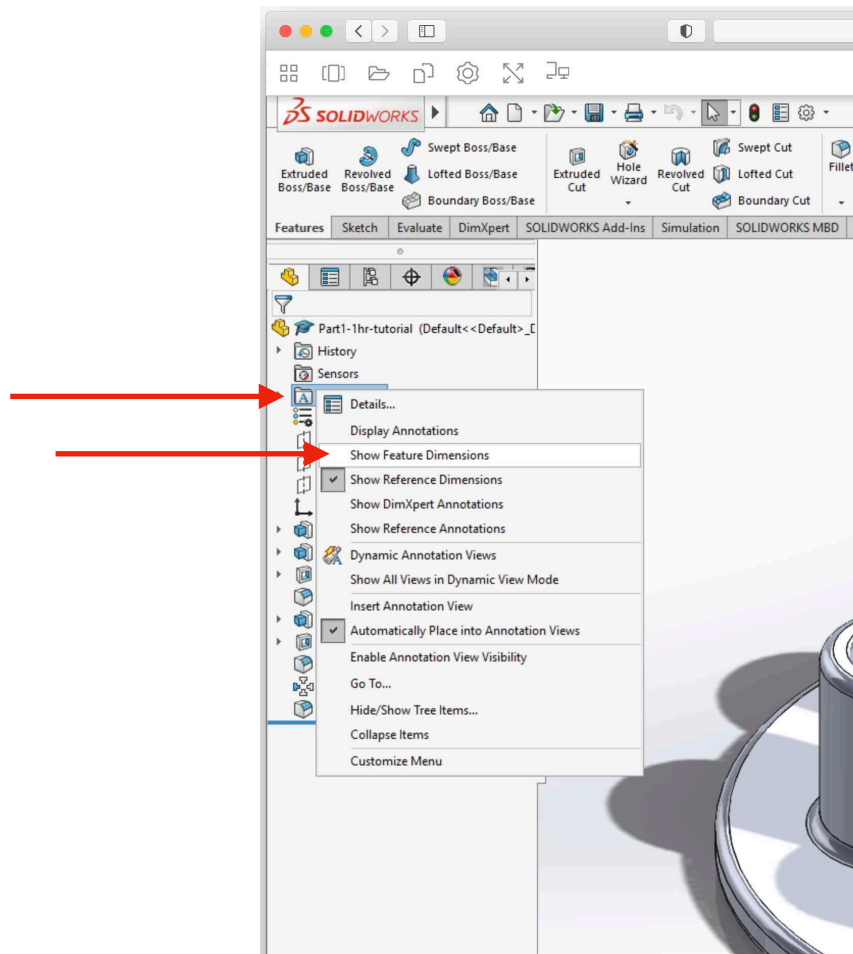 SOLIDWORKS
Swept Boss/Base
Lofted Boss/Base
Boundary Boss/Base
Extruded Boss/Base
Revolved Boss/Base
Extruded Cut
Hole Wizard
Revolved Cut
Swept Cut
Lofted Cut
Boundary Cut
Fillet
Features Sketch Evaluate DimXpert SOLIDWORKS Add-Ins Simulation SOLIDWORKS MBD
Part1-1hr-tutorial (Default<<Default>_D
History
Sensors
A
Details...
Display Annotations
Show Feature Dimensions
Show Reference Dimensions
Show DimXpert Annotations
Show Reference Annotations
Dynamic Annotation Views
Show All Views in Dynamic View Mode
Insert Annotation View
Automatically Place into Annotation Views
Enable Annotation View Visibility
Go To...
Hide/Show Tree Items...
Collapse Items
Customize Menu